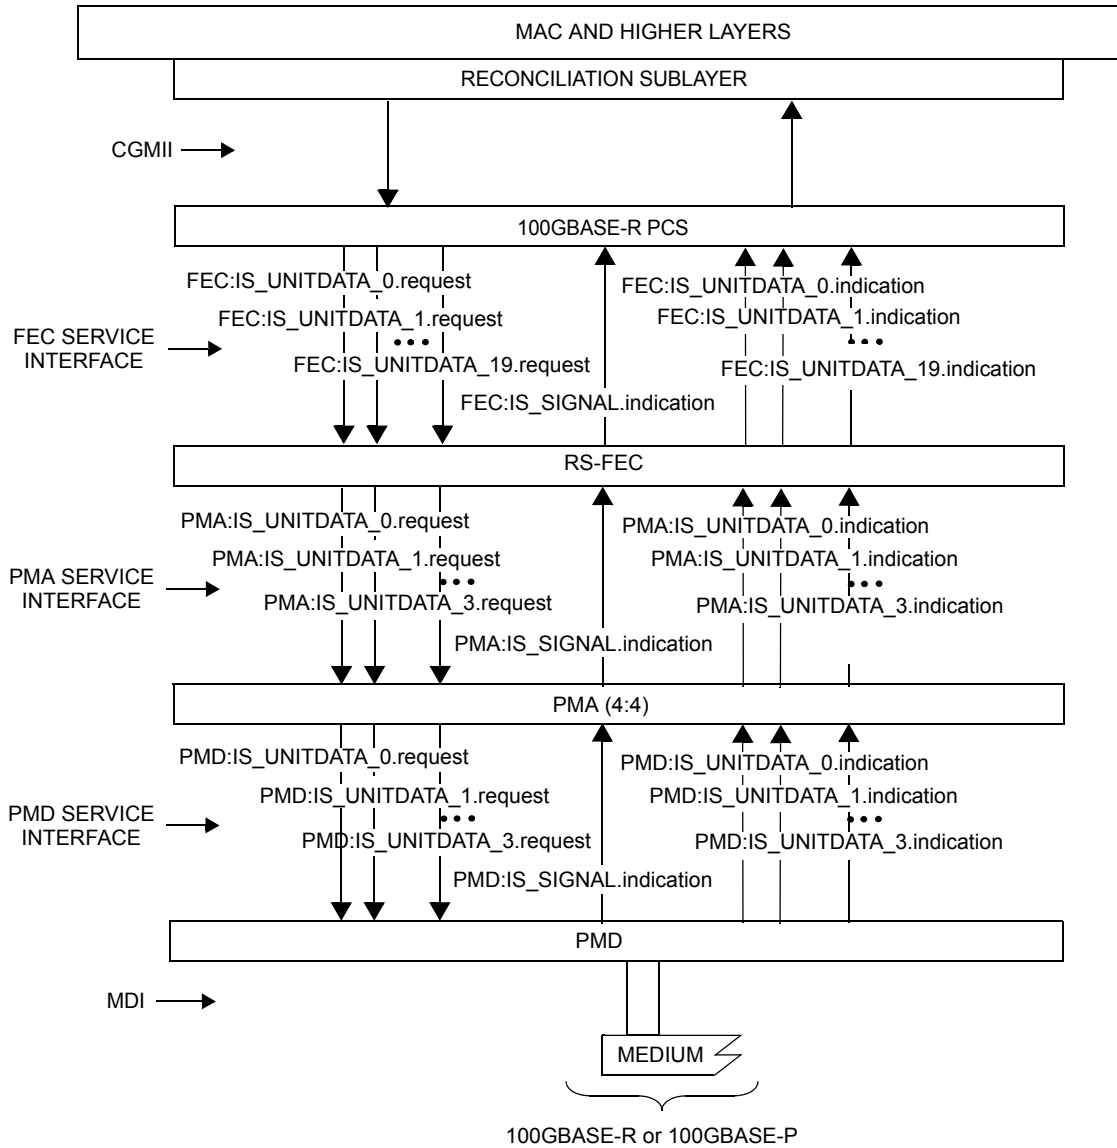 MAC AND HIGHER LAYERS
RECONCILIATION SUBLAYER
CGMII
100GBASE-R PCS
FEC:IS_UNITDATA_0.request
FEC:IS_UNITDATA_0.indication
FEC:IS_UNITDATA_1.request
FEC:IS_UNITDATA_1.indication
FEC SERVICE
INTERFACE
• • •
• • •
FEC:IS_UNITDATA_19.request
FEC:IS_UNITDATA_19.indication
FEC:IS_SIGNAL.indication
RS-FEC
PMA:IS_UNITDATA_0.request
PMA:IS_UNITDATA_0.indication
PMA:IS_UNITDATA_1.request
PMA:IS_UNITDATA_1.indication
PMA SERVICE
INTERFACE
• • •
• • •
PMA:IS_UNITDATA_3.request
PMA:IS_UNITDATA_3.indication
PMA:IS_SIGNAL.indication
PMA (4:4)
PMD:IS_UNITDATA_0.request
PMD:IS_UNITDATA_0.indication
PMD:IS_UNITDATA_1.request
PMD:IS_UNITDATA_1.indication
PMD SERVICE
INTERFACE
• • •
• • •
PMD:IS_UNITDATA_3.request
PMD:IS_UNITDATA_3.indication
PMD:IS_SIGNAL.indication
PMD
MDI
MEDIUM
100GBASE-R or 100GBASE-P